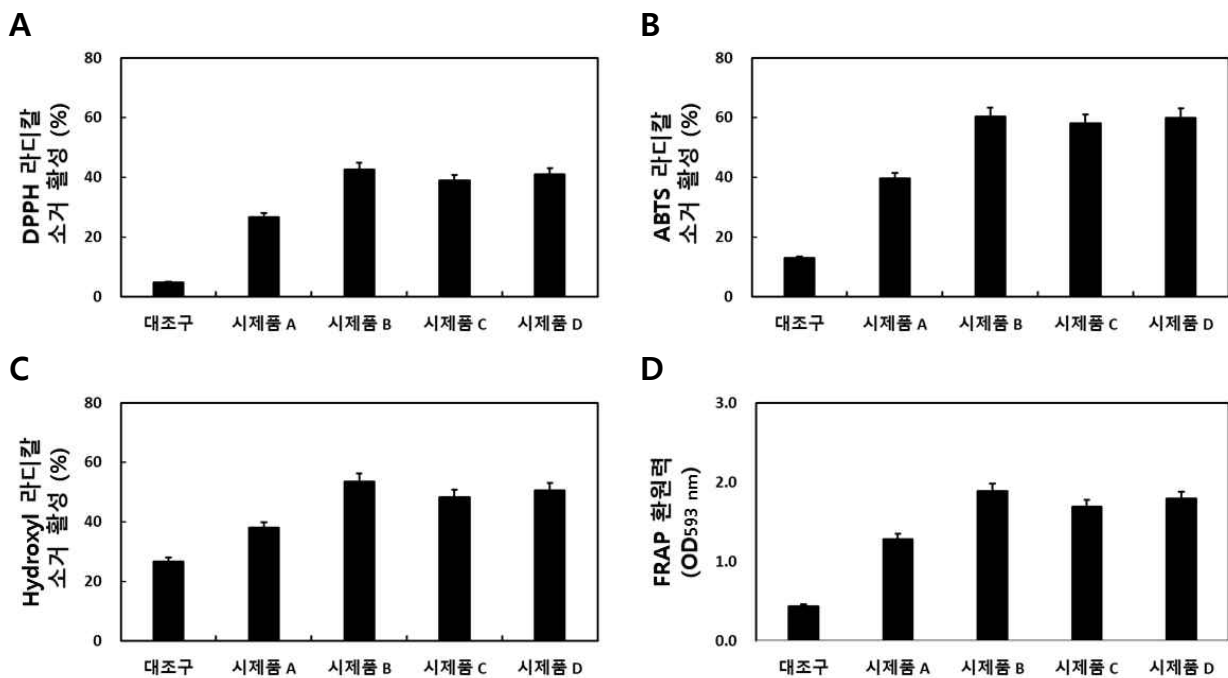 A
DPPH 라디칼
소거 활성 (%)
80
60
40
20
0
대조구 시제품 A 시제품 B 시제품 C 시제품 D
B
ABTS 라디칼
소거 활성 (%)
80
60
40
20
0
대조구 시제품 A 시제품 B 시제품 C 시제품 D
C
Hydroxyl 라디칼
소거 활성 (%)
80
60
40
20
0
대조구 시제품 A 시제품 B 시제품 C 시제품 D
D
FRAP 환원력
(OD593 nm)
3.0
2.0
1.0
0.0
대조구 시제품 A 시제품 B 시제품 C 시제품 D